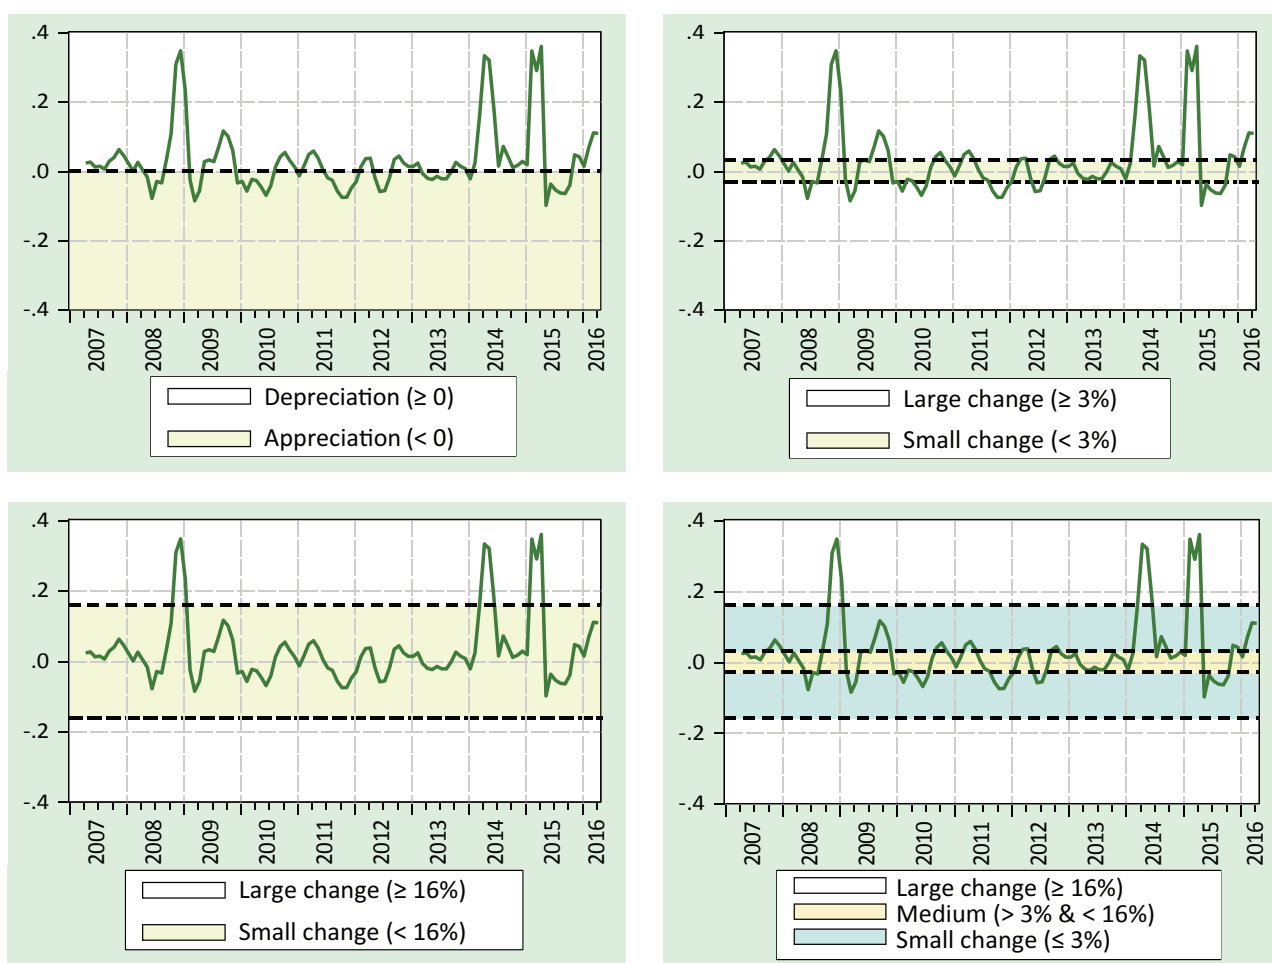 .4
.2
.0
-.2
-.4
2007 2008 2009 2010 2011 2012 2013 2014 2015 2016
Depreciation (≥ 0)
Appreciation (< 0)
.4
.2
.0
-.2
-.4
2007 2008 2009 2010 2011 2012 2013 2014 2015 2016
Large change (≥ 3%)
Small change (< 3%)
.4
.2
.0
-.2
-.4
2007 2008 2009 2010 2011 2012 2013 2014 2015 2016
Large change (≥ 16%)
Small change (< 16%)
.4
.2
.0
-.2
-.4
2007 2008 2009 2010 2011 2012 2013 2014 2015 2016
Large change (≥ 16%)
Medium (> 3% & < 16%)
Small change (≤ 3%)